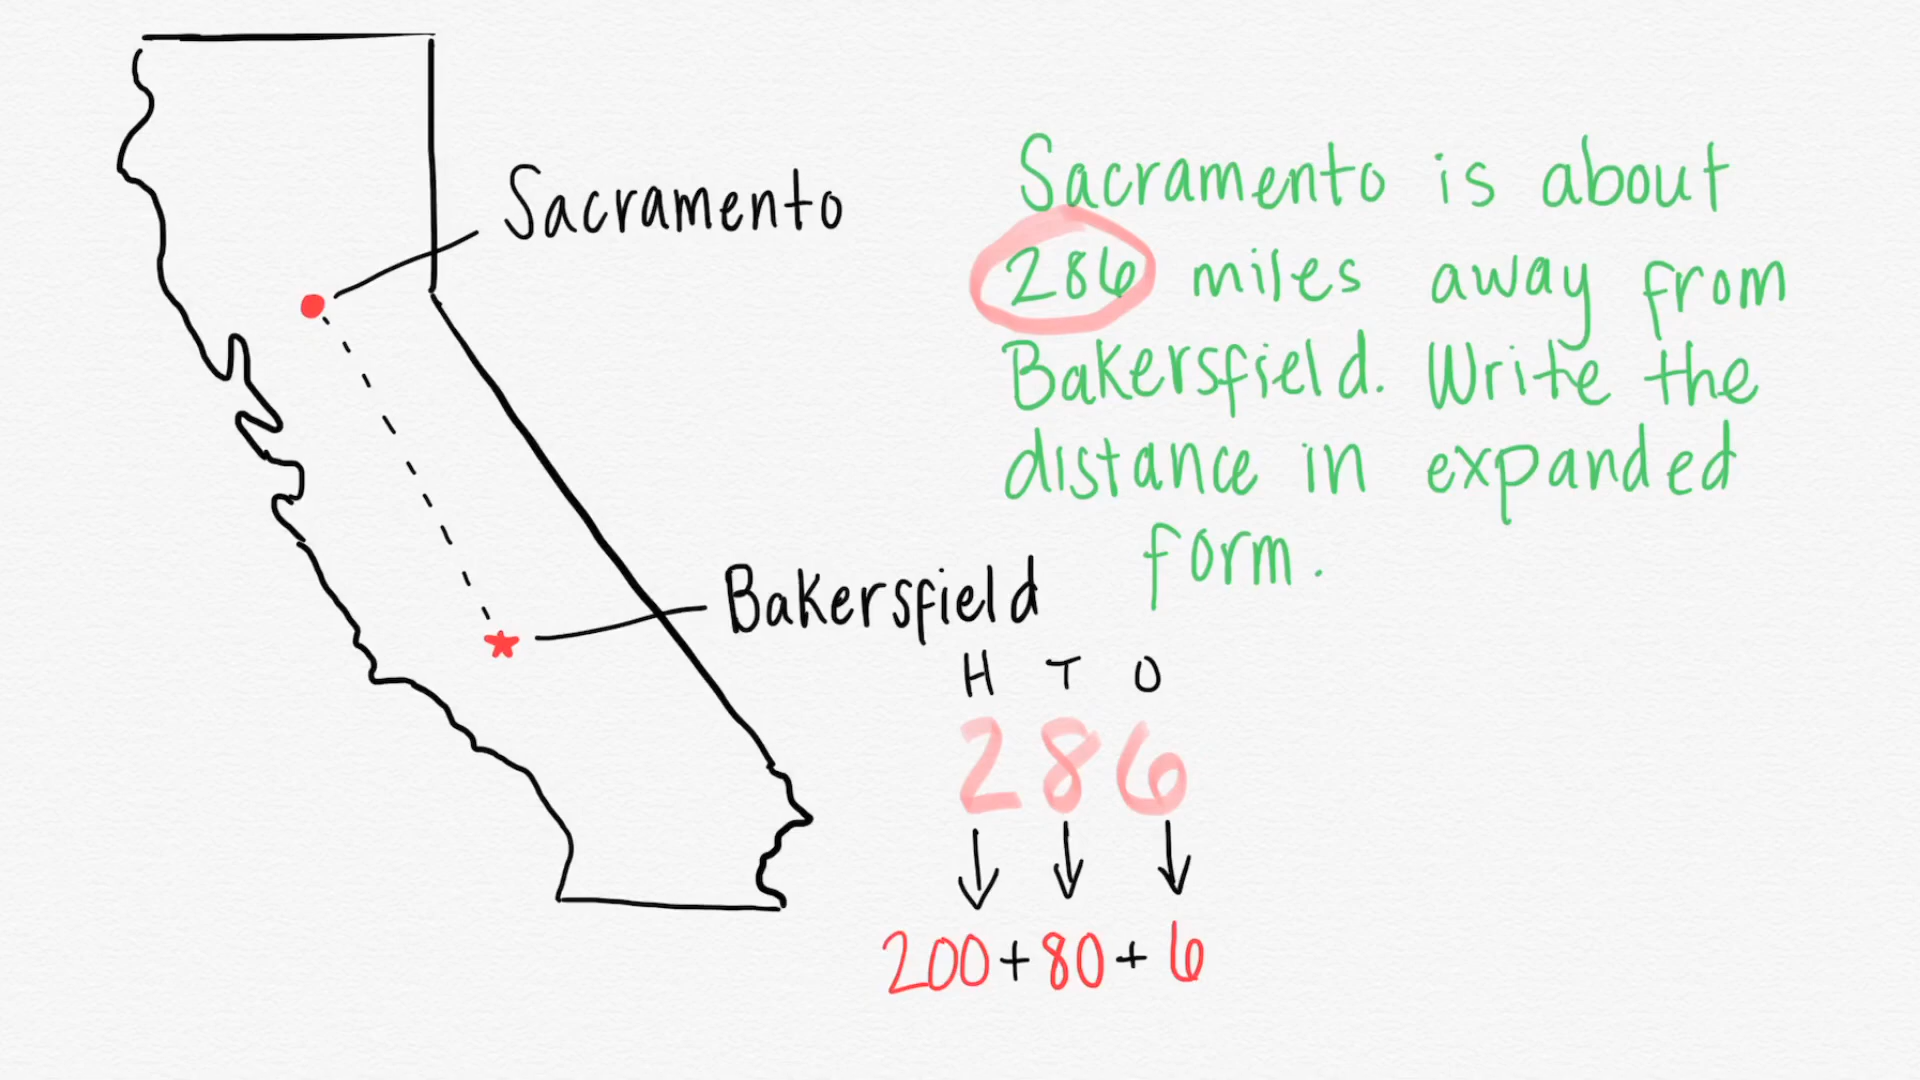 Sacramento
Bakersfield
Sacramento is about
286 miles away from
Bakersfield. Write the
distance in expanded
form.
H T O
286
200 + 80 + 6